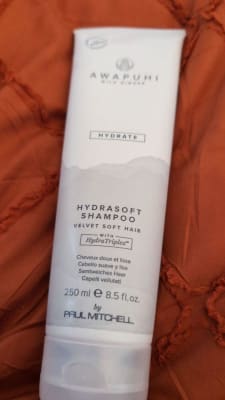 AWAPUHI
WILD GINGER
HYDRATE
HYDRASOFT
SHAMPOO
VELVET SOFT HAIR
WITH
HydraTriplex™
Cheveux doux et lisse
Cabello suave y liso
Samtweiches Haar
Capelli vellutati
250 ml ℮ 8.5 fl.oz.
by
PAUL MITCHELL